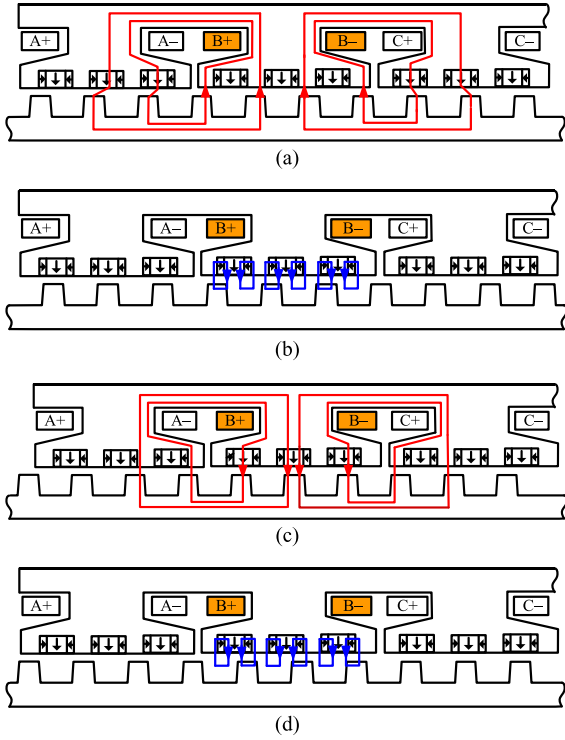 A+ A– B+ B– C+ C–
(a)
A+ A– B+ B– C+ C–
(b)
A+ A– B+ B– C+ C–
(c)
A+ A– B+ B– C+ C–
(d)